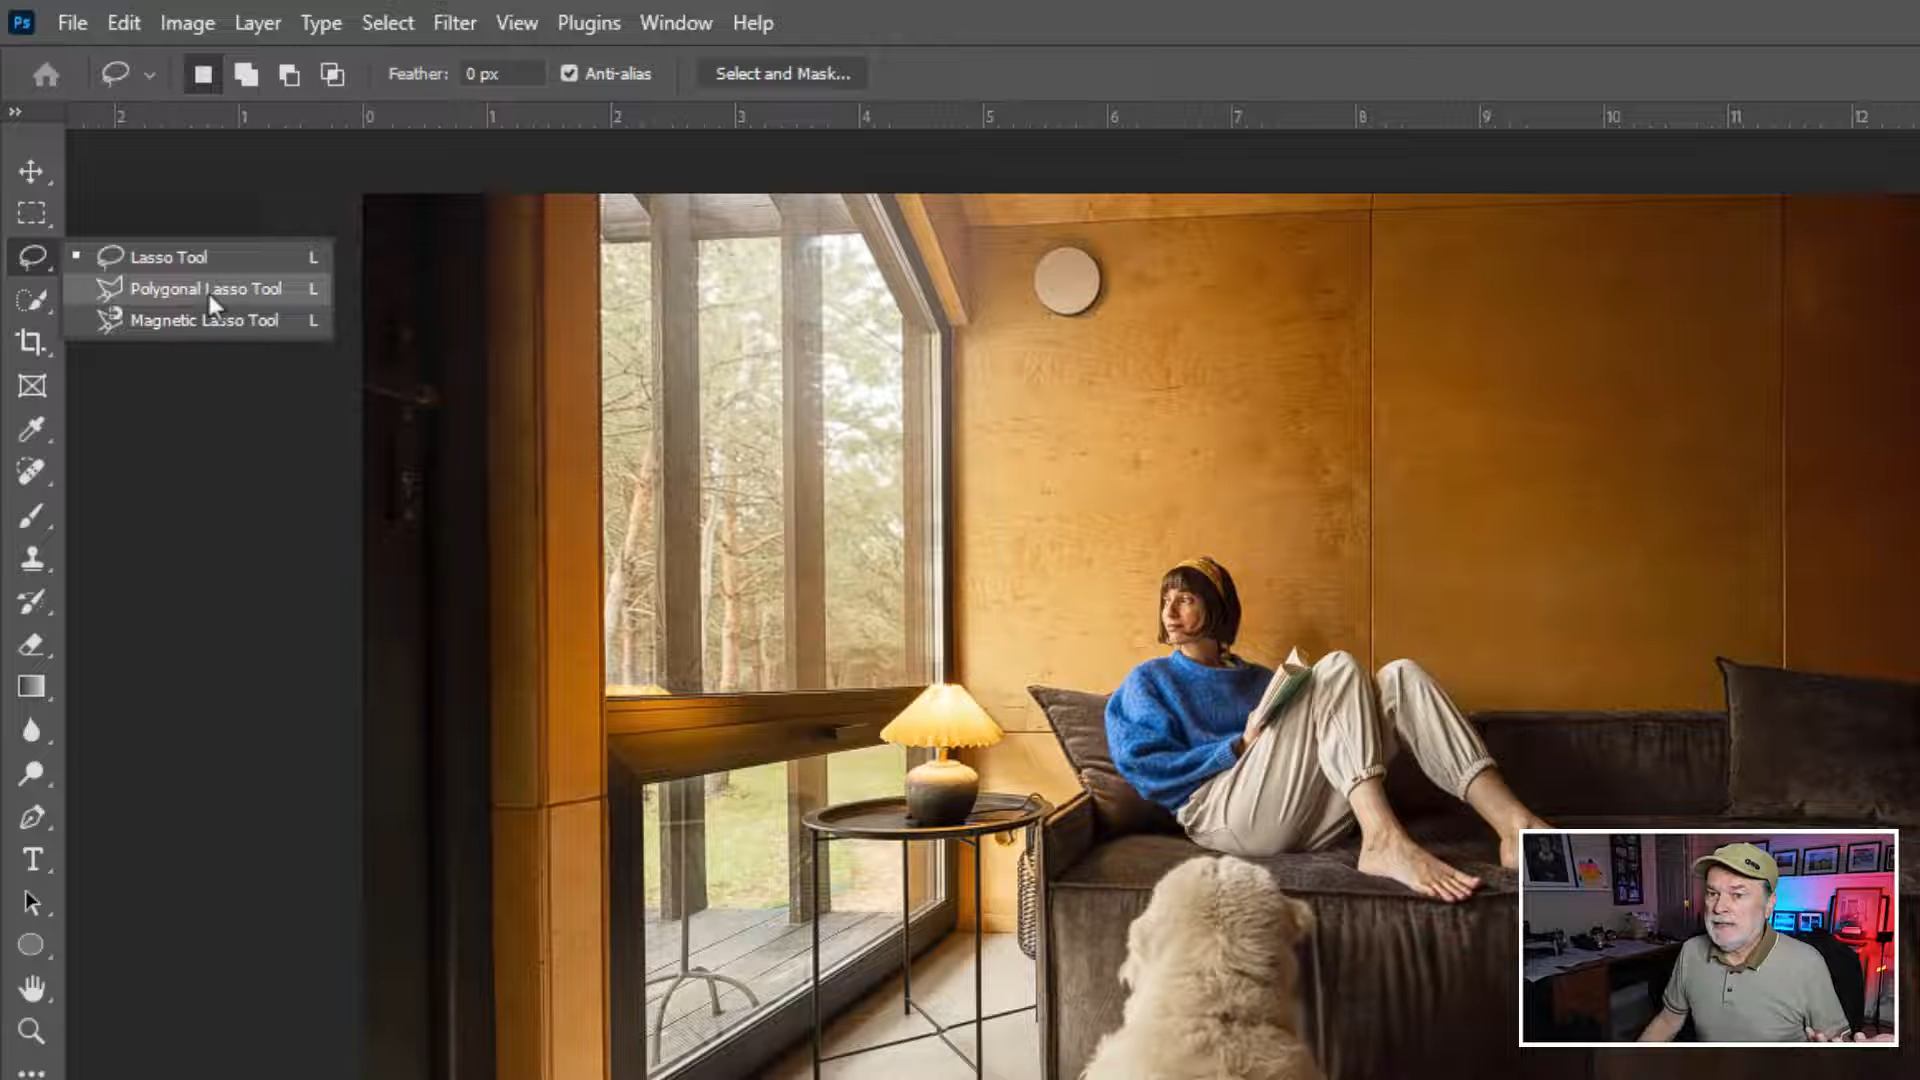 Ps File Edit Image Layer Type Select Filter View Plugins Window Help
Feather: 0 px Anti-alias Select and Mask...
2 1 0 1 2 3 4 5 6 7 8 9 10 11 12
Lasso Tool L
Polygonal Lasso Tool L
Magnetic Lasso Tool L